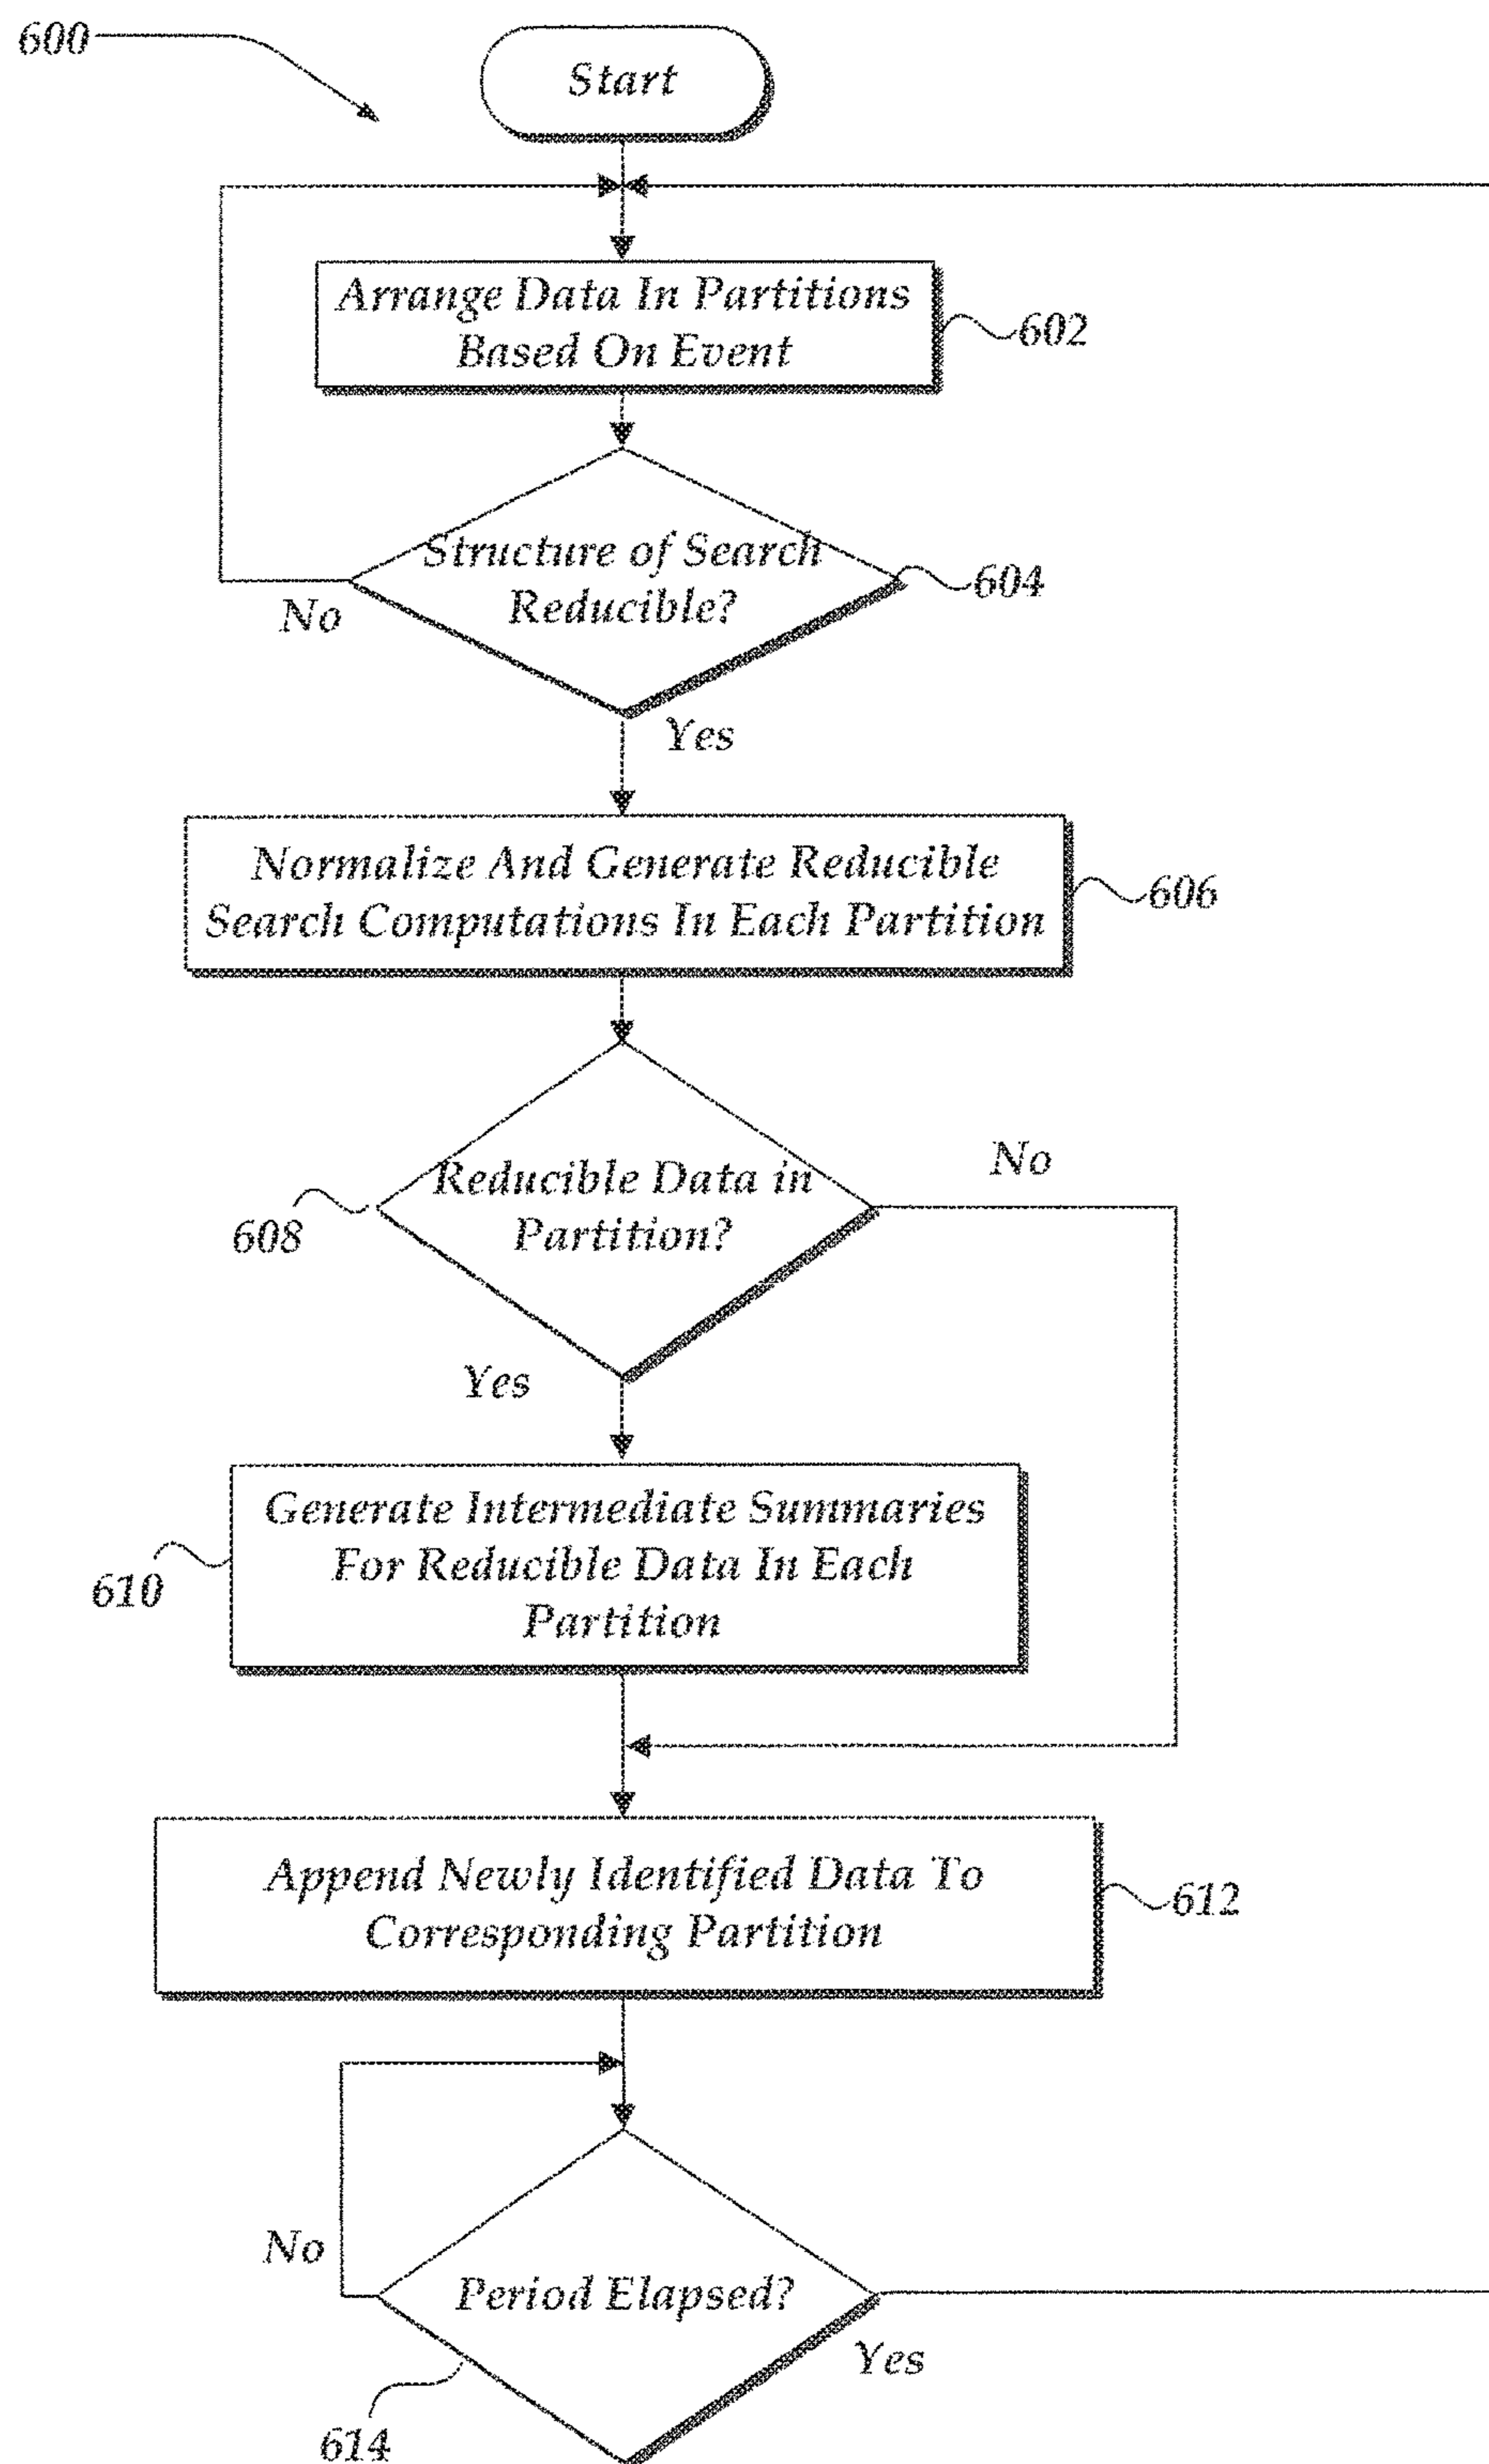 600
Start
Arrange Data In Partitions
Based On Event
602
Structure of Search
Reducible?
604
No
Yes
Normalize And Generate Reducible
Search Computations In Each Partition
606
Reducible Data in
Partition?
No
608
Yes
Generate Intermediate Summaries
For Reducible Data In Each
Partition
610
Append Newly Identified Data To
Corresponding Partition
612
No
Period Elapsed?
Yes
614